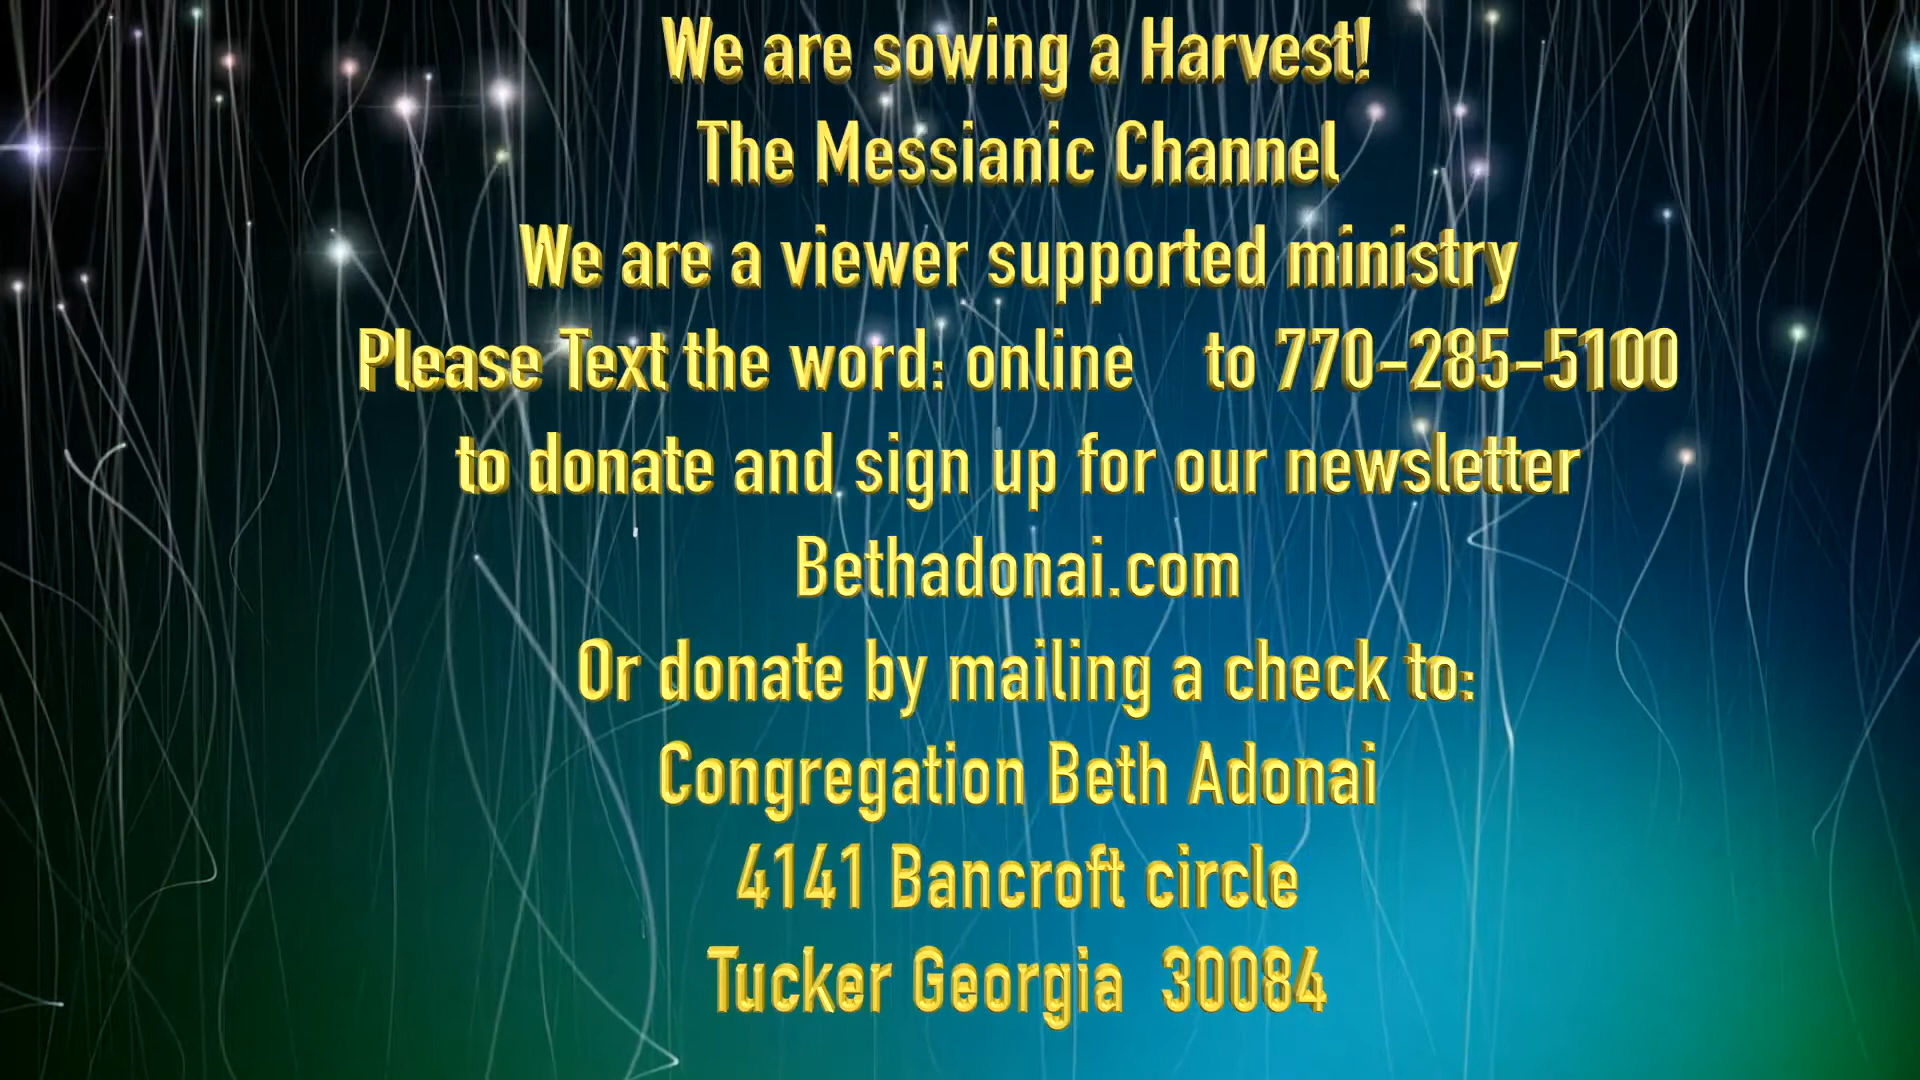 We are sowing a Harvest!
The Messianic Channel
We are a viewer supported ministry
Please Text the word: online to 770-285-5100
to donate and sign up for our newsletter
Bethadonai.com
Or donate by mailing a check to:
Congregation Beth Adonai
4141 Bancroft circle
Tucker Georgia 30084